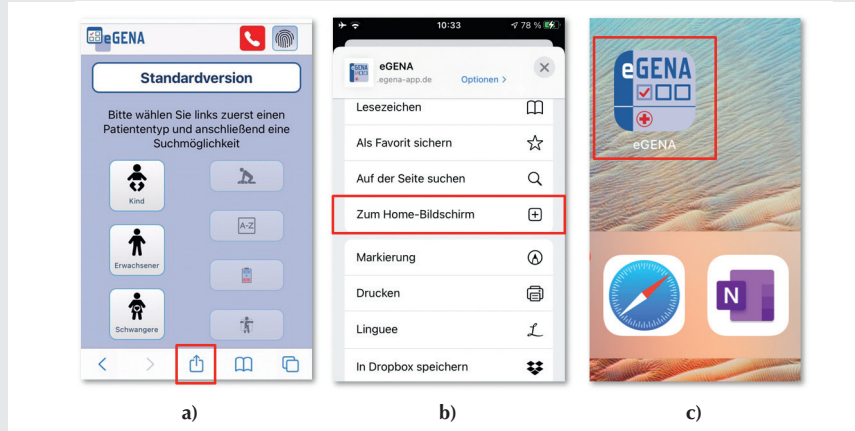 eGENA
Standardversion
Bitte wählen Sie links zuerst einen
Patiententyp und anschließend eine
Suchmöglichkeit
Kind
A-Z
Erwachsener
Schwangere
a)
10:33
78 %
eGENA
.egena-app.de
Optionen >
Lesezeichen
Als Favorit sichern
Auf der Seite suchen
Zum Home-Bildschirm
Markierung
Drucken
Linguee
In Dropbox speichern
b)
eGENA
eGENA
N
c)